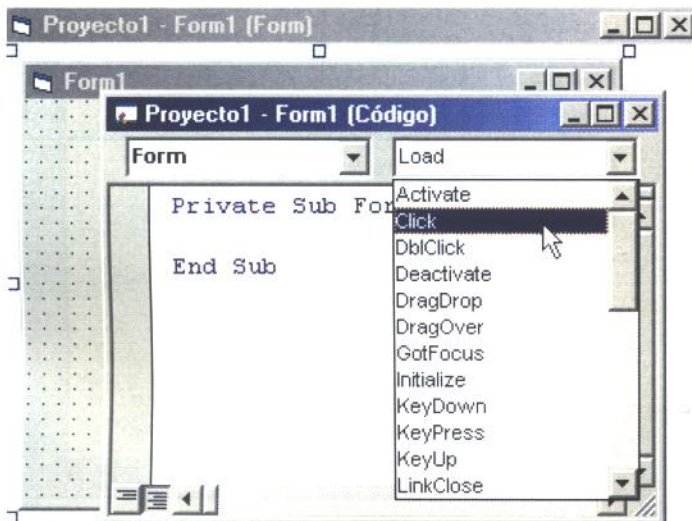 Proyecto1 - Form1 (Form)
Form1
Proyecto1 - Form1 (Código)
Form
Load
Private Sub For
End Sub
Activate
Click
DblClick
Deactivate
DragDrop
DragOver
GotFocus
Initialize
KeyDown
KeyPress
KeyUp
LinkClose